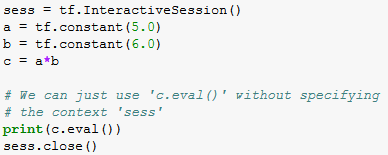 sess = tf.InteractiveSession()
a = tf.constant(5.0)
b = tf.constant(6.0)
c = a*b
# We can just use 'c.eval()' without specifying
# the context 'sess'
print(c.eval())
sess.close()